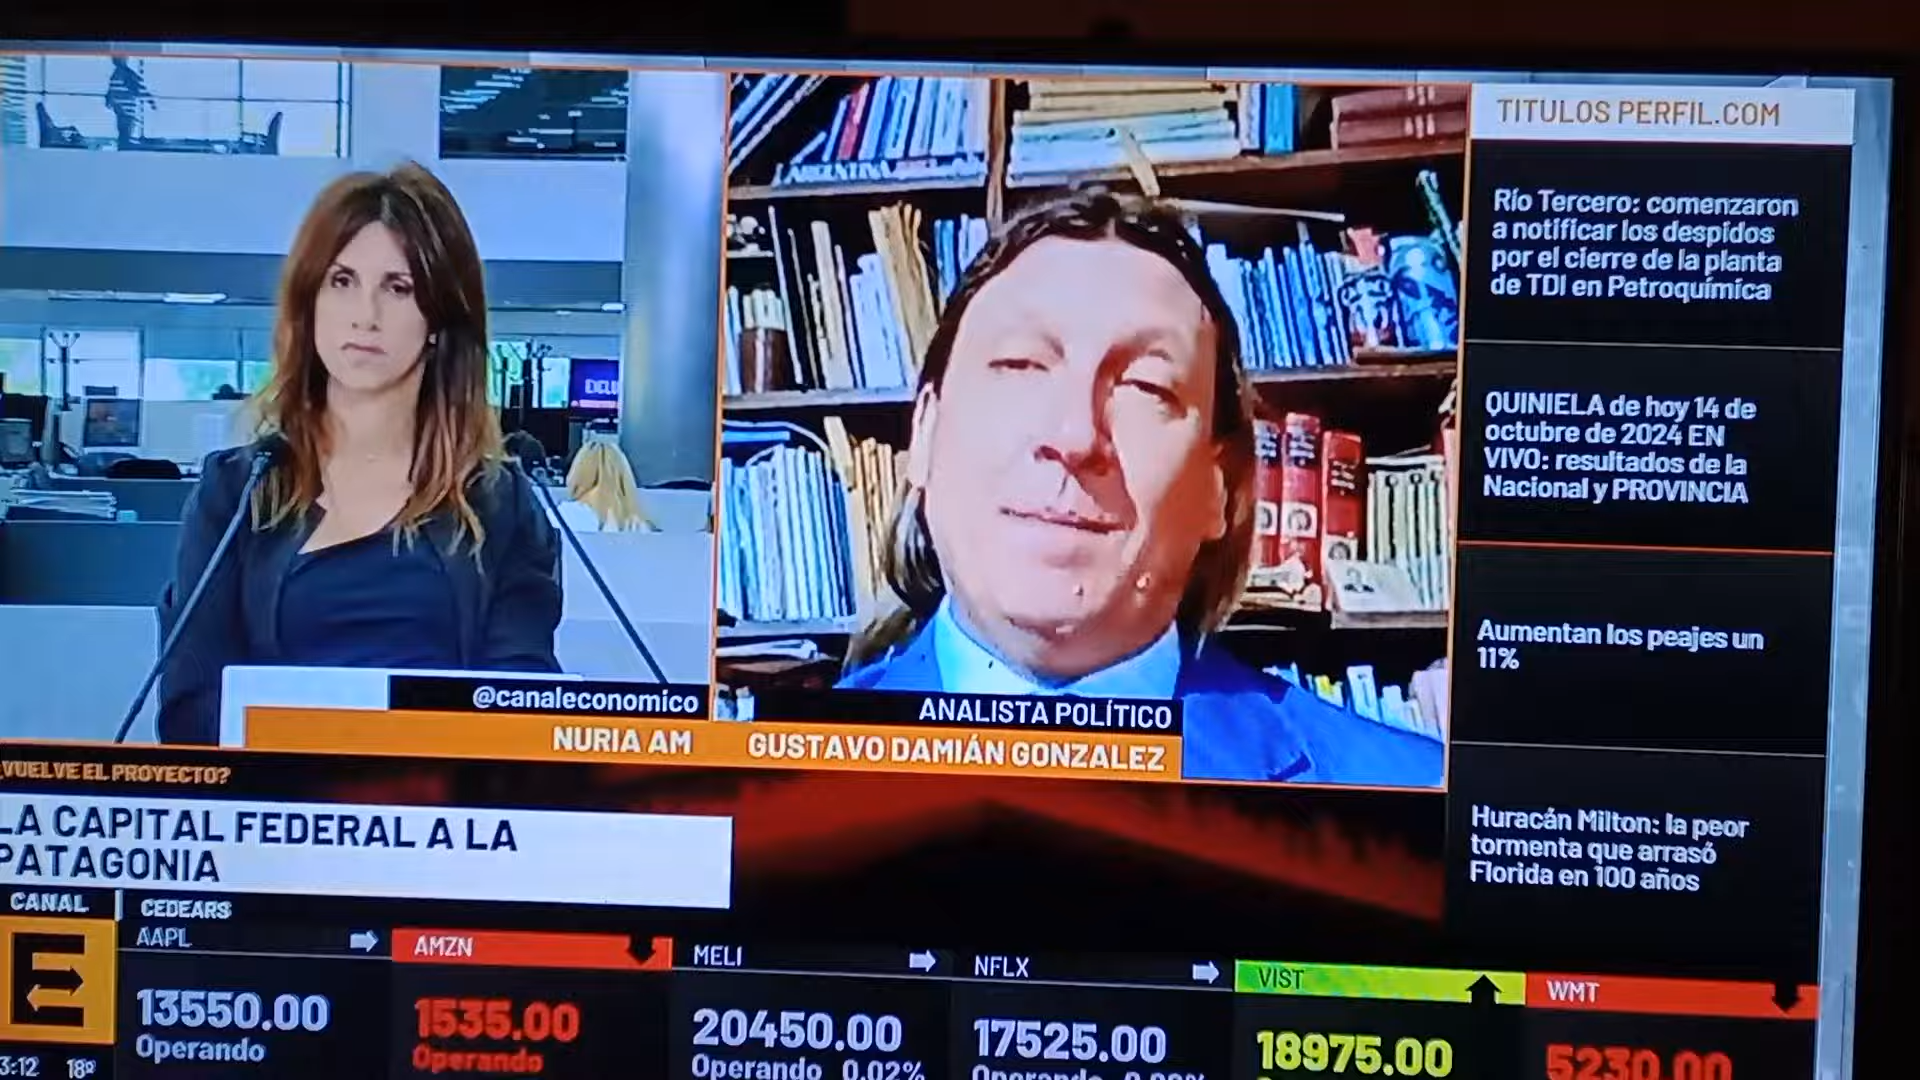 TITULOS PERFIL.COM
Río Tercero: comenzaron
a notificar los despidos
por el cierre de la planta
de TDI en Petroquímica
QUINIELA de hoy 14 de
octubre de 2024 EN
VIVO: resultados de la
Nacional y PROVINCIA
Aumentan los peajes un
11%
Huracán Milton: la peor
tormenta que arrasó
Florida en 100 años
@canaleconomico
NURIA AM
ANALISTA POLÍTICO
GUSTAVO DAMIÁN GONZALEZ
VUELVE EL PROYECTO?
LA CAPITAL FEDERAL A LA
PATAGONIA
CANAL
E
3:12 18º
CEDEARS
AAPL
13550.00
Operando
AMZN
1535.00
Operando
MELI
20450.00
Operando 0.02%
NFLX
17525.00
Operando
VIST
18975.00
WMT
5230.00